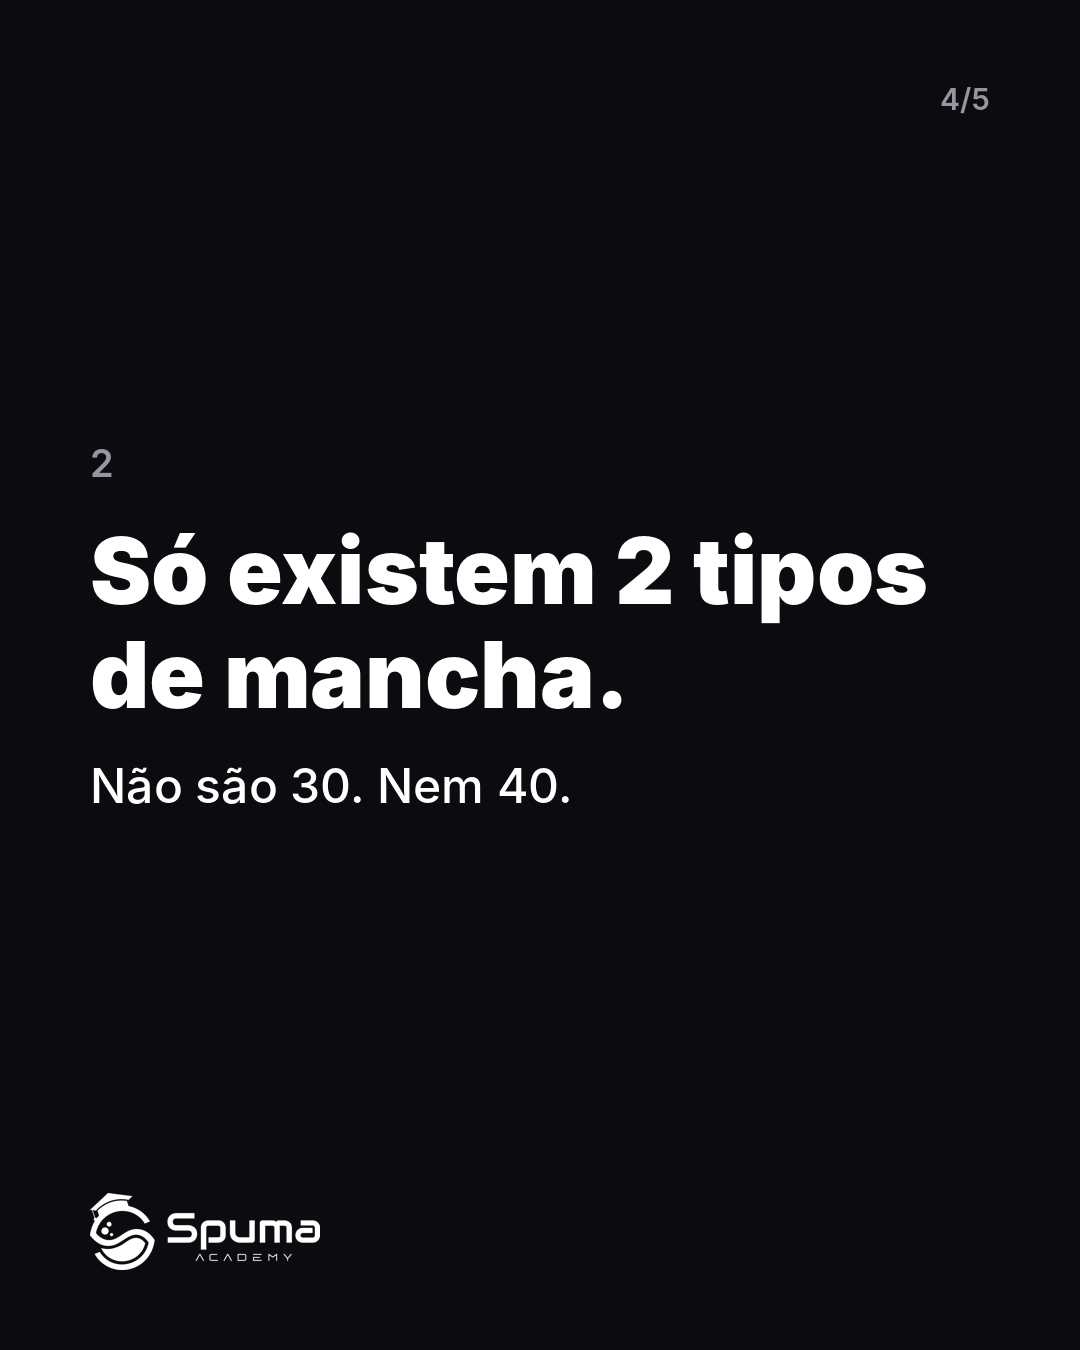 4/5
2
Só existem 2 tipos
de mancha.
Não são 30. Nem 40.
Spuma
ACADEMY